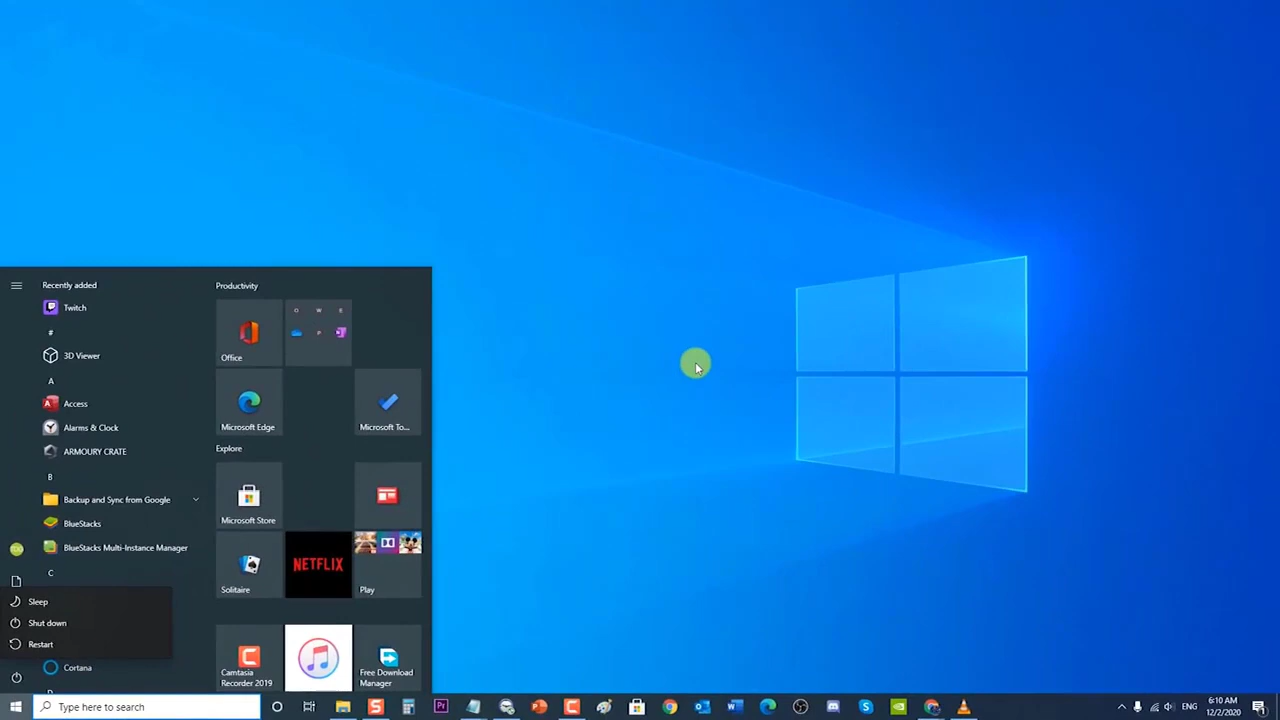 Recently added
Twitch
#
3D Viewer
A
Access
Alarms & Clock
ARMOURY CRATE
B
Backup and Sync from Google
BlueStacks
BlueStacks Multi-Instance Manager
C
Sleep
Shut down
Restart
Cortana
Productivity
O W E
Office
P
Microsoft Edge
Microsoft To...
Explore
Microsoft Store
Solitaire
NETFLIX
Play
Camtasia
Recorder 2019
Free Download
Manager
Type here to search
ENG
6:10 AM
12/2/2020